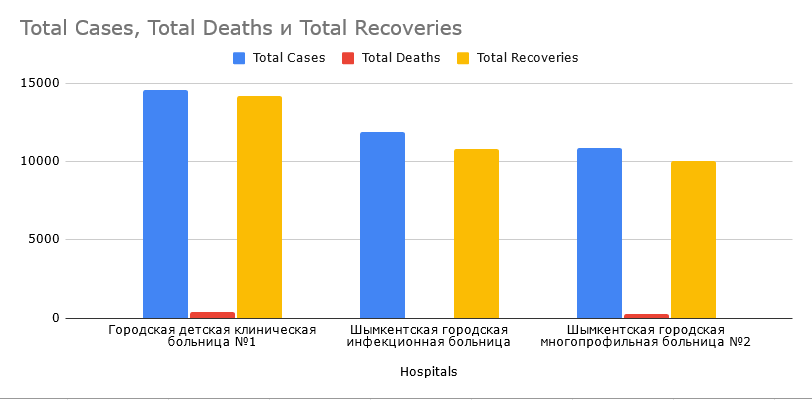 Total Cases, Total Deaths и Total Recoveries
Total Cases Total Deaths Total Recoveries
15000
10000
5000
0
Городская детская клиническая
больница №1
Шымкентская городская
инфекционная больница
Шымкентская городская
многопрофильная больница №2
Hospitals